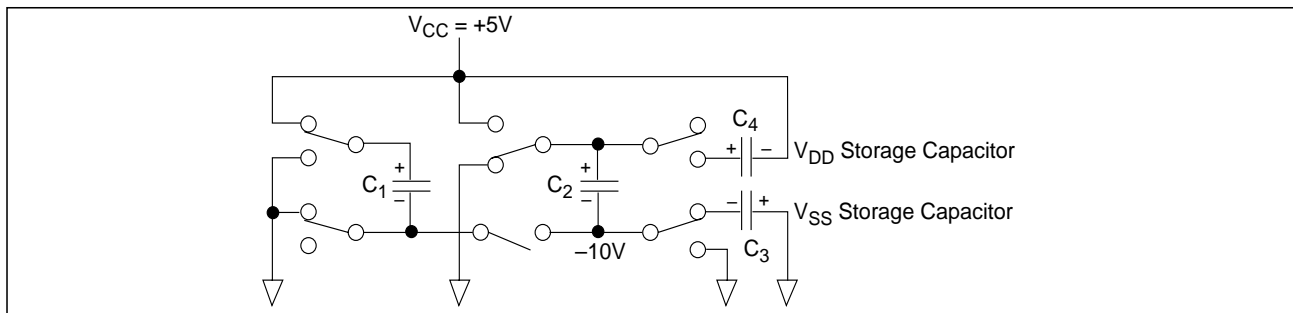 V_CC = +5V
C_4
+ −
V_DD Storage Capacitor
+
C_1
−
+
C_2
−
− +
V_SS Storage Capacitor
−10V
C_3